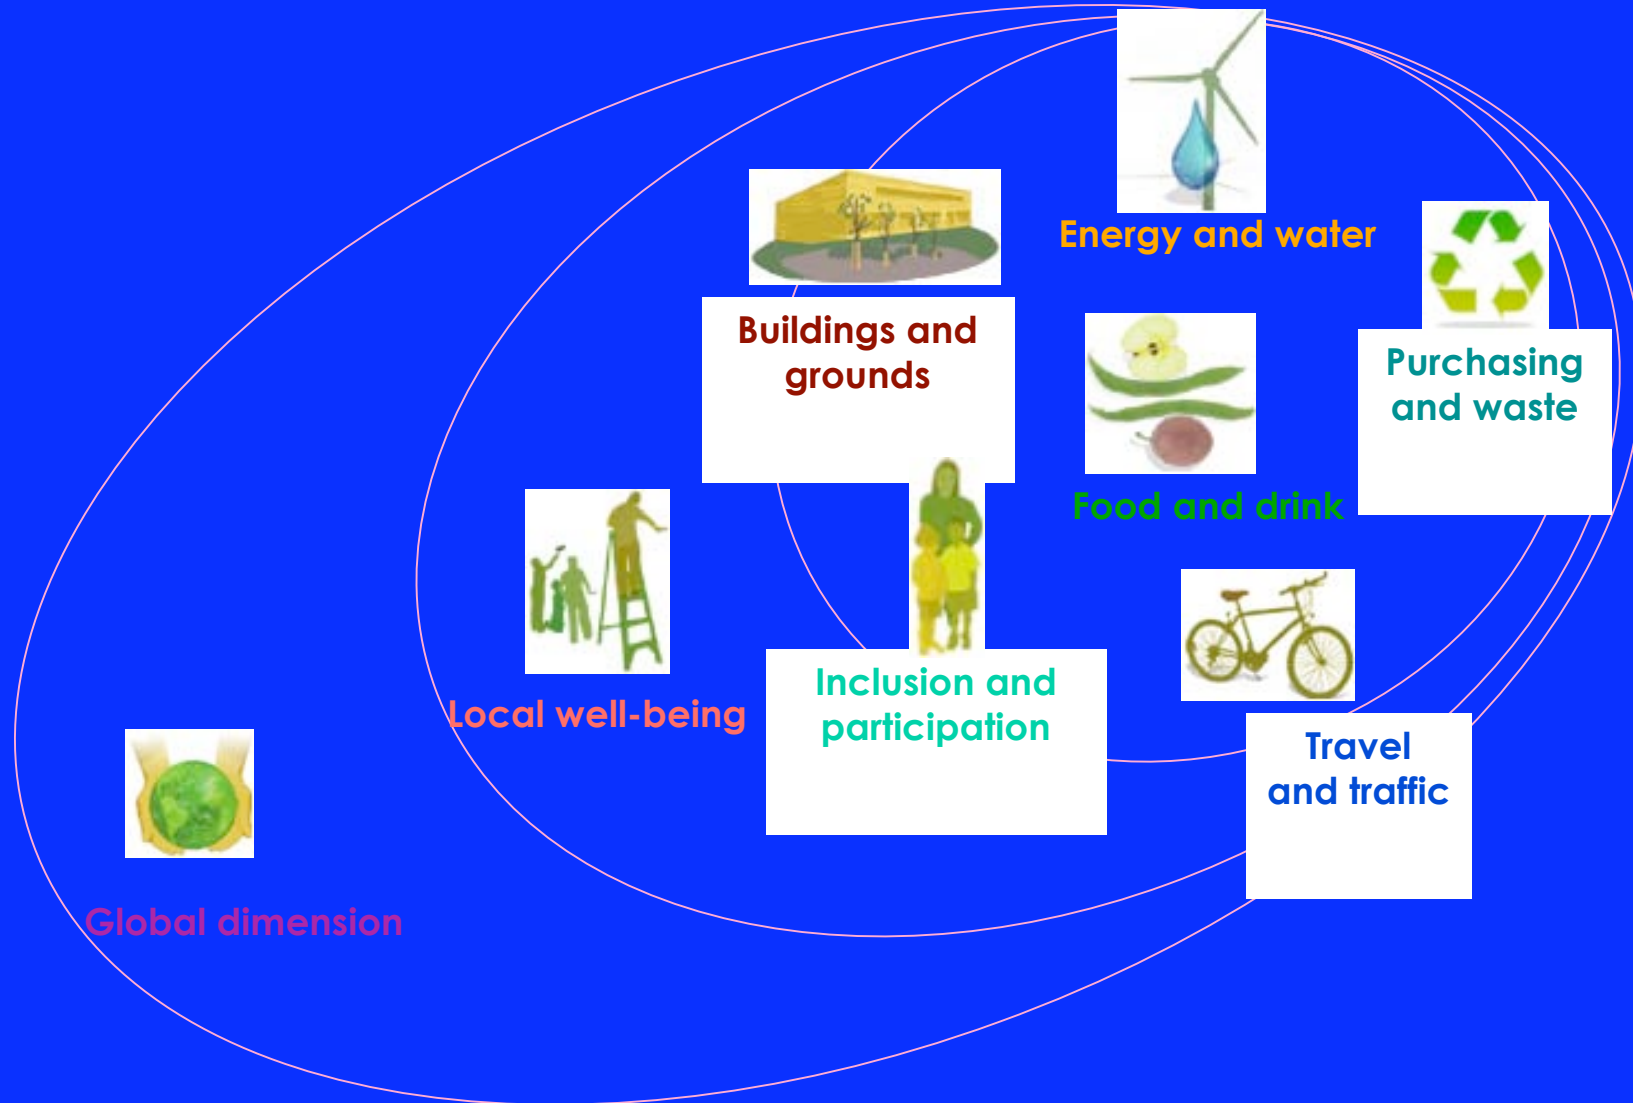 Energy and water
Buildings and
grounds
Purchasing
and waste
Food and drink
Inclusion and
participation
Local well-being
Travel
and traffic
Global dimension